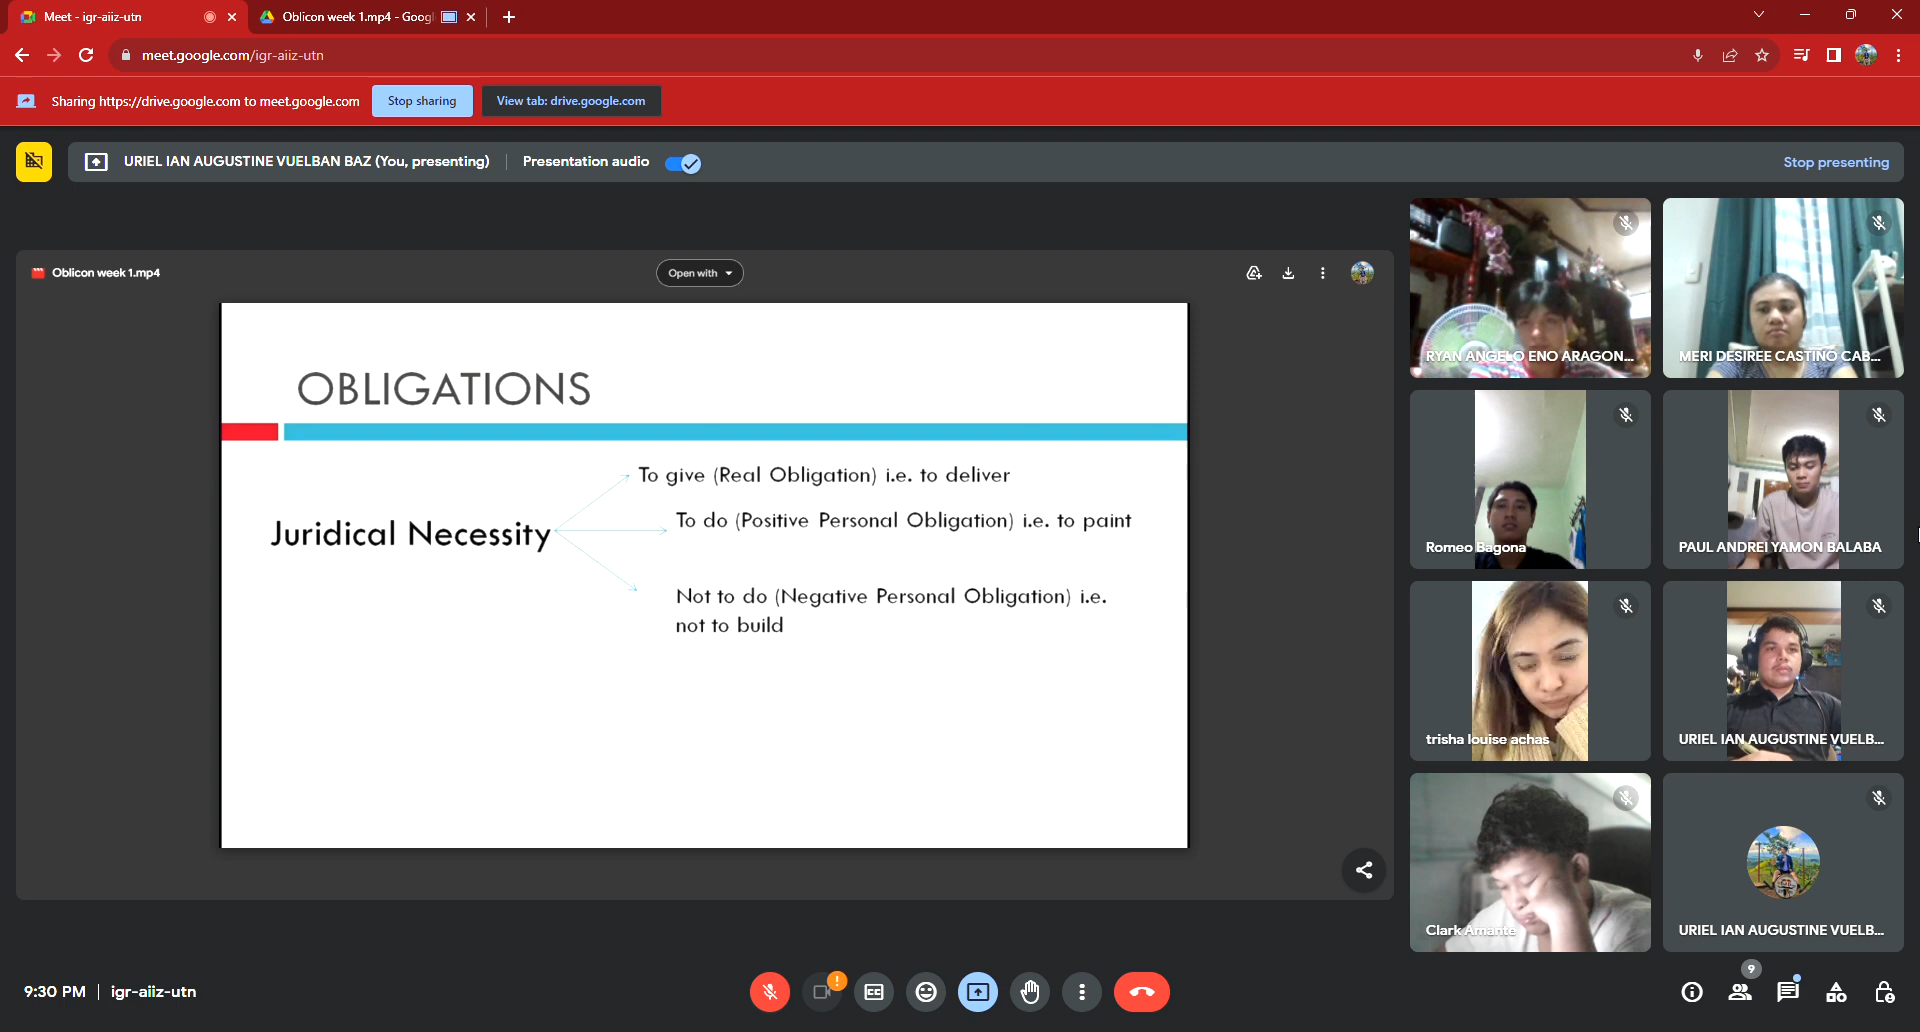 Meet - igr-aiiz-utn
Oblicon week 1.mp4 - Googl
meet.google.com/igr-aiiz-utn
Sharing https://drive.google.com to meet.google.com
Stop sharing
View tab: drive.google.com
URIEL IAN AUGUSTINE VUELBAN BAZ (You, presenting)
Presentation audio
Stop presenting
Oblicon week 1.mp4
Open with
OBLIGATIONS
Juridical Necessity
To give (Real Obligation) i.e. to deliver
To do (Positive Personal Obligation) i.e. to paint
Not to do (Negative Personal Obligation) i.e.
not to build
RYAN ANGELO ENO ARAGON...
MERI DESIREE CASTINO CAB...
Romeo Bagona
PAUL ANDREI YAMON BALABA
trisha louise achas
URIEL IAN AUGUSTINE VUELB...
Clark Amante
URIEL IAN AUGUSTINE VUELB...
9:30 PM | igr-aiiz-utn
CC
!
9